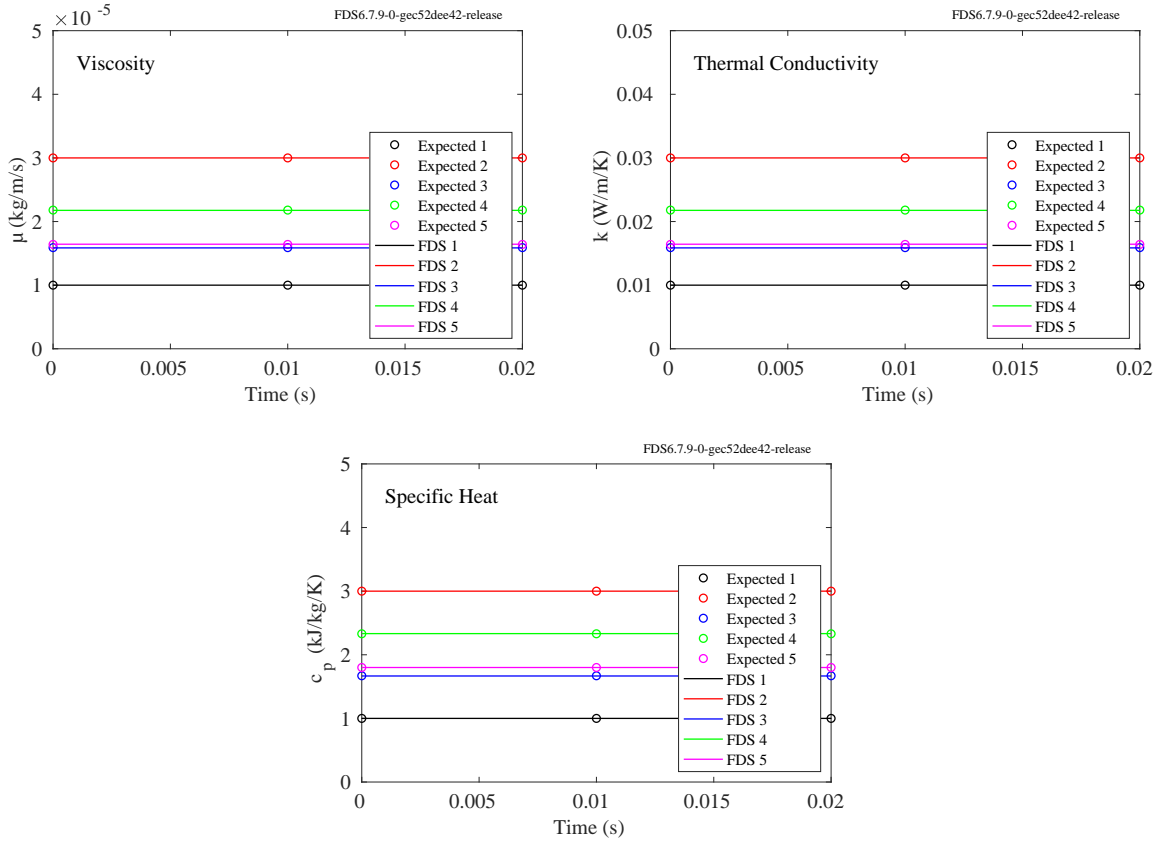 FDS6.7.9-0-gec52dee42-release
× 10 -5
5
4
3
2
1
0
μ (kg/m/s)
Viscosity
Expected 1
Expected 2
Expected 3
Expected 4
Expected 5
FDS 1
FDS 2
FDS 3
FDS 4
FDS 5
0 0.005 0.01 0.015 0.02
Time (s)
FDS6.7.9-0-gec52dee42-release
0.05
0.04
0.03
0.02
0.01
0
k (W/m/K)
Thermal Conductivity
Expected 1
Expected 2
Expected 3
Expected 4
Expected 5
FDS 1
FDS 2
FDS 3
FDS 4
FDS 5
0 0.005 0.01 0.015 0.02
Time (s)
FDS6.7.9-0-gec52dee42-release
5
4
3
2
1
0
c p (kJ/kg/K)
Specific Heat
Expected 1
Expected 2
Expected 3
Expected 4
Expected 5
FDS 1
FDS 2
FDS 3
FDS 4
FDS 5
0 0.005 0.01 0.015 0.02
Time (s)